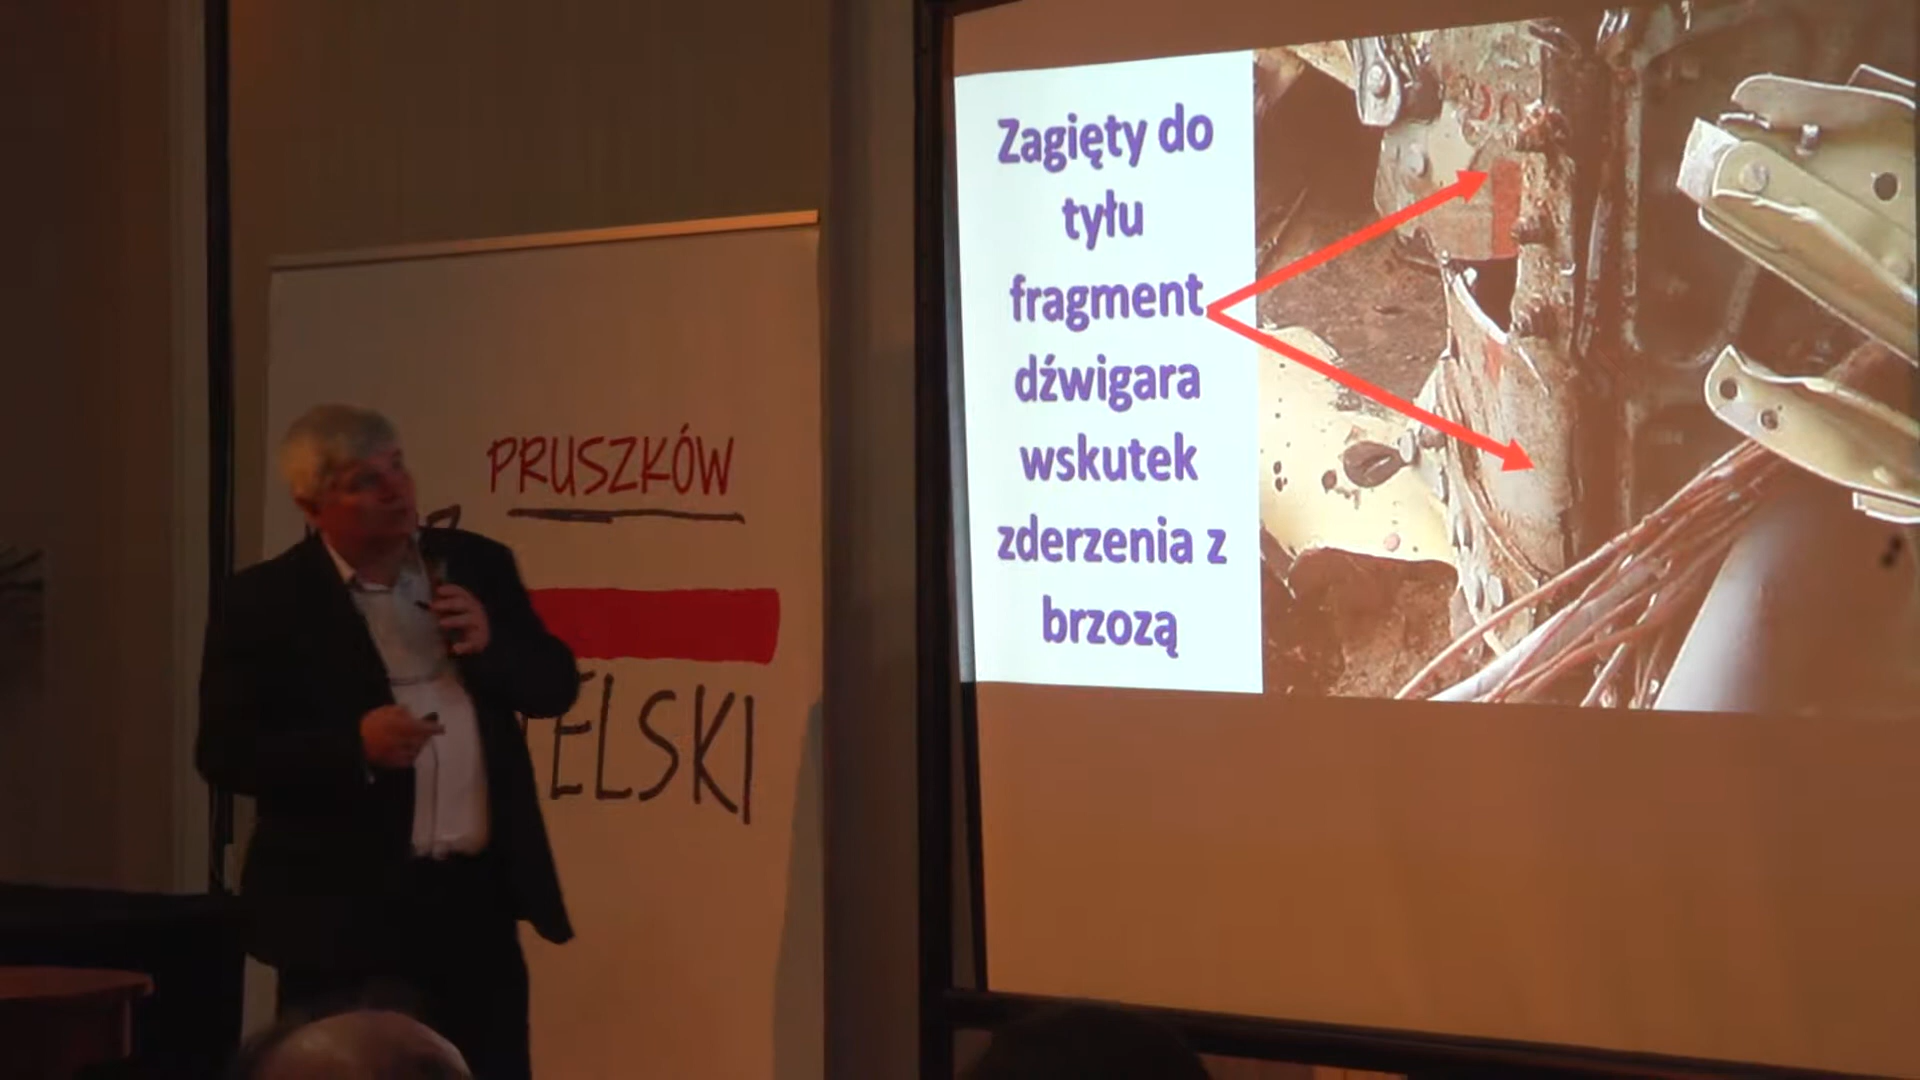 PRUSZKÓW
ELSKI
Zagięty do
tyłu
fragment
dźwigara
wskutek
zderzenia z
brzozą